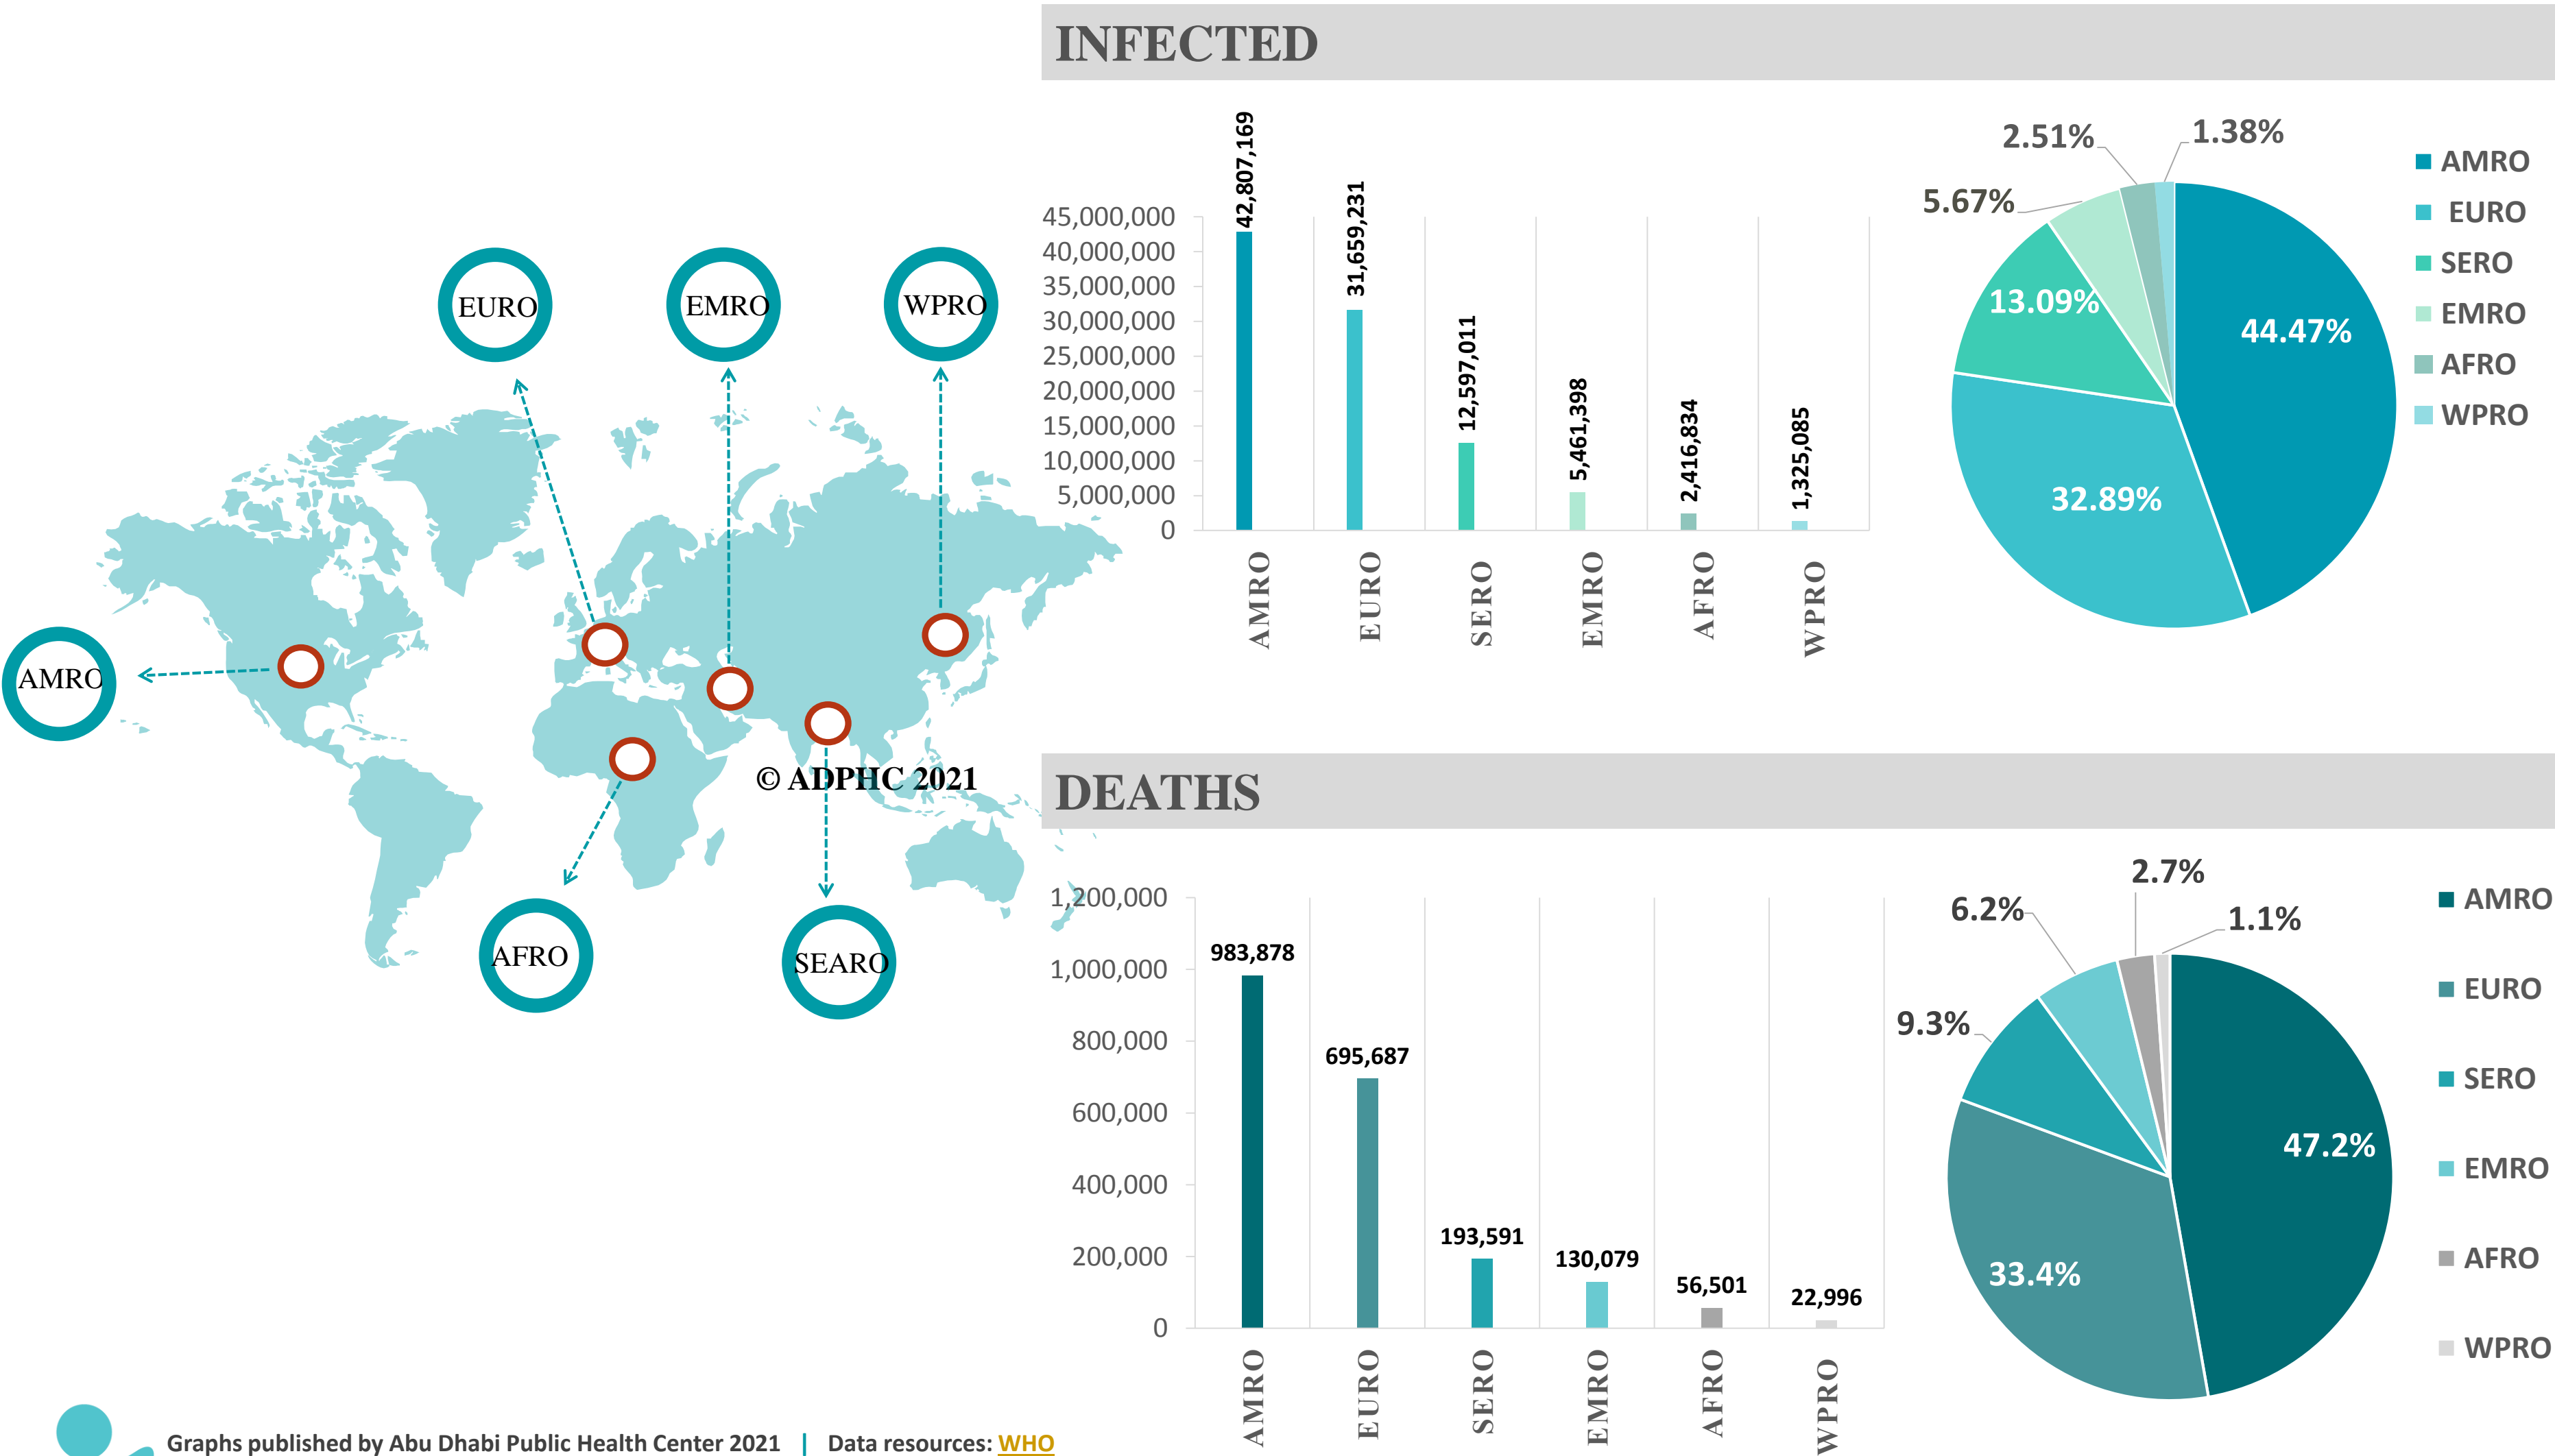 INFECTED
EURO
EMRO
WPRO
AMRO
AFRO
SEARO
© ADPHC 2021
45,000,000
40,000,000
35,000,000
30,000,000
25,000,000
20,000,000
15,000,000
10,000,000
5,000,000
0
42,807,169
31,659,231
12,597,011
5,461,398
2,416,834
1,325,085
AMRO
EURO
SERO
EMRO
AFRO
WPRO
2.51%
1.38%
5.67%
13.09%
44.47%
32.89%
AMRO
EURO
SERO
EMRO
AFRO
WPRO
DEATHS
1,200,000
1,000,000
800,000
600,000
400,000
200,000
0
983,878
695,687
193,591
130,079
56,501
22,996
AMRO
EURO
SERO
EMRO
AFRO
WPRO
2.7%
6.2%
1.1%
9.3%
47.2%
33.4%
AMRO
EURO
SERO
EMRO
AFRO
WPRO
Graphs published by Abu Dhabi Public Health Center 2021 | Data resources: WHO